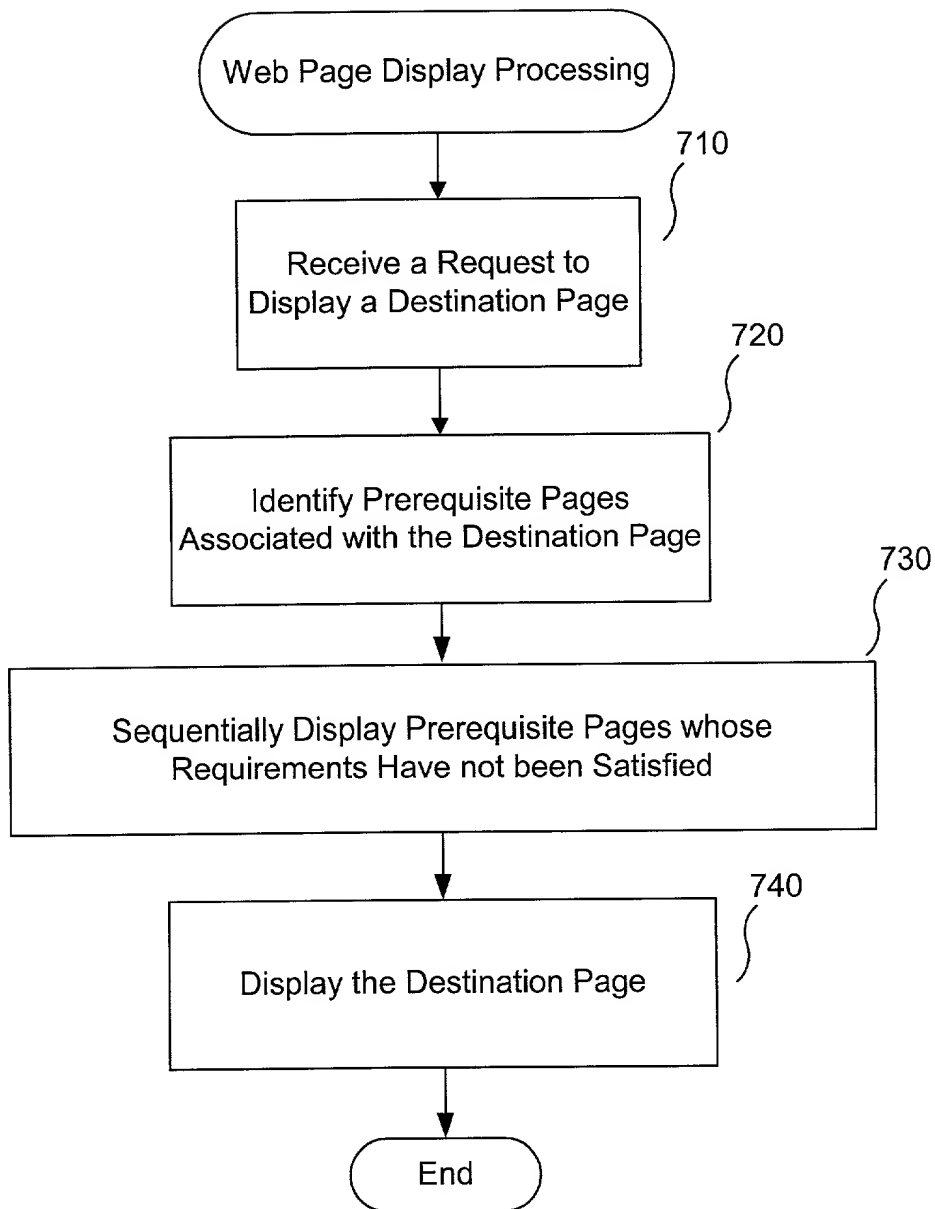 Web Page Display Processing
710
Receive a Request to
Display a Destination Page
720
Identify Prerequisite Pages
Associated with the Destination Page
730
Sequentially Display Prerequisite Pages whose
Requirements Have not been Satisfied
740
Display the Destination Page
End